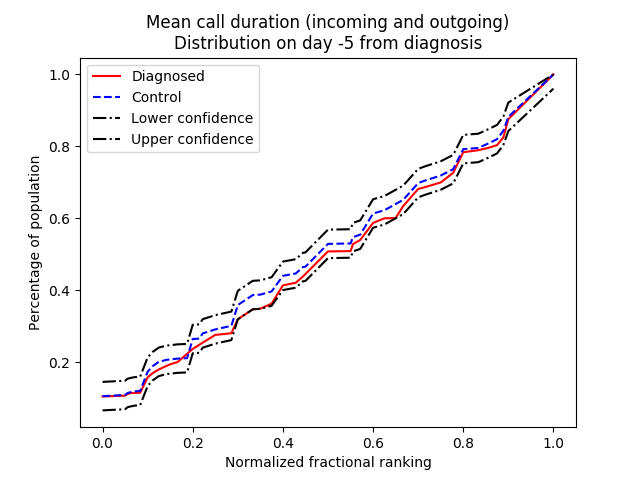 Mean call duration (incoming and outgoing)
Distribution on day -5 from diagnosis
Diagnosed
Control
Lower confidence
Upper confidence
1.0
0.8
0.6
0.4
0.2
Percentage of population
0.0 0.2 0.4 0.6 0.8 1.0
Normalized fractional ranking